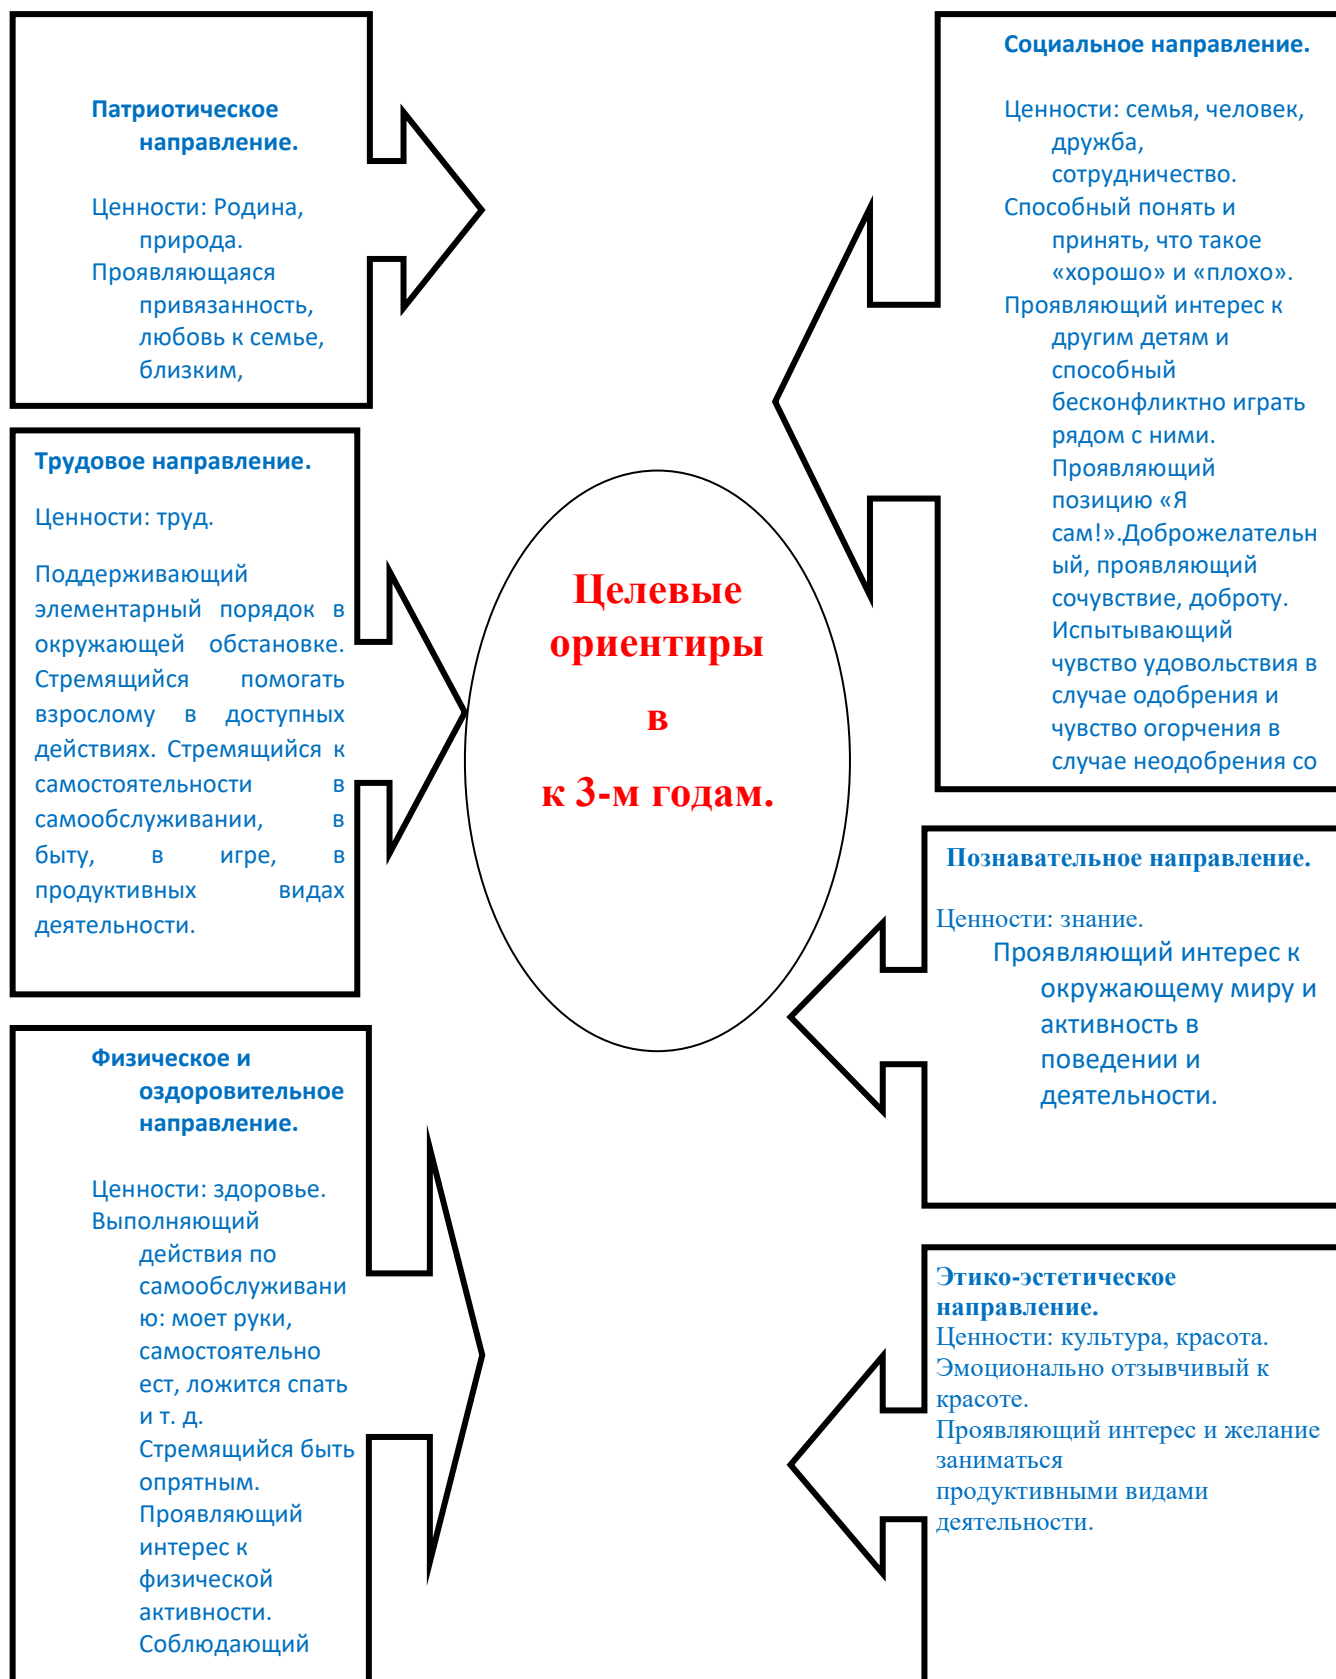 Патриотическое
направление.
Ценности: Родина,
природа.
Проявляющаяся
привязанность,
любовь к семье,
близким,
Трудовое направление.
Ценности: труд.
Поддерживающий
элементарный порядок в
окружающей обстановке.
Стремящийся помогать
взрослому в доступных
действиях. Стремящийся к
самостоятельности в
самообслуживании, в
быту, в игре, в
продуктивных видах
деятельности.
Физическое и
оздоровительное
направление.
Ценности: здоровье.
Выполняющий
действия по
самообслуживани
ю: моет руки,
самостоятельно
ест, ложится спать
и т. д.
Стремящийся быть
опрятным.
Проявляющий
интерес к
физической
активности.
Соблюдающий
Целевые
ориентиры
в
к 3-м годам.
Социальное направление.
Ценности: семья, человек,
дружба,
сотрудничество.
Способный понять и
принять, что такое
«хорошо» и «плохо».
Проявляющий интерес к
другим детям и
способный
бесконфликтно играть
рядом с ними.
Проявляющий
позицию «Я
сам!».Доброжелательн
ый, проявляющий
сочувствие, доброту.
Испытывающий
чувство удовольствия в
случае одобрения и
чувство огорчения в
случае неодобрения со
Познавательное направление.
Ценности: знание.
Проявляющий интерес к
окружающему миру и
активность в
поведении и
деятельности.
Этико-эстетическое
направление.
Ценности: культура, красота.
Эмоционально отзывчивый к
красоте.
Проявляющий интерес и желание
заниматься
продуктивными видами
деятельности.